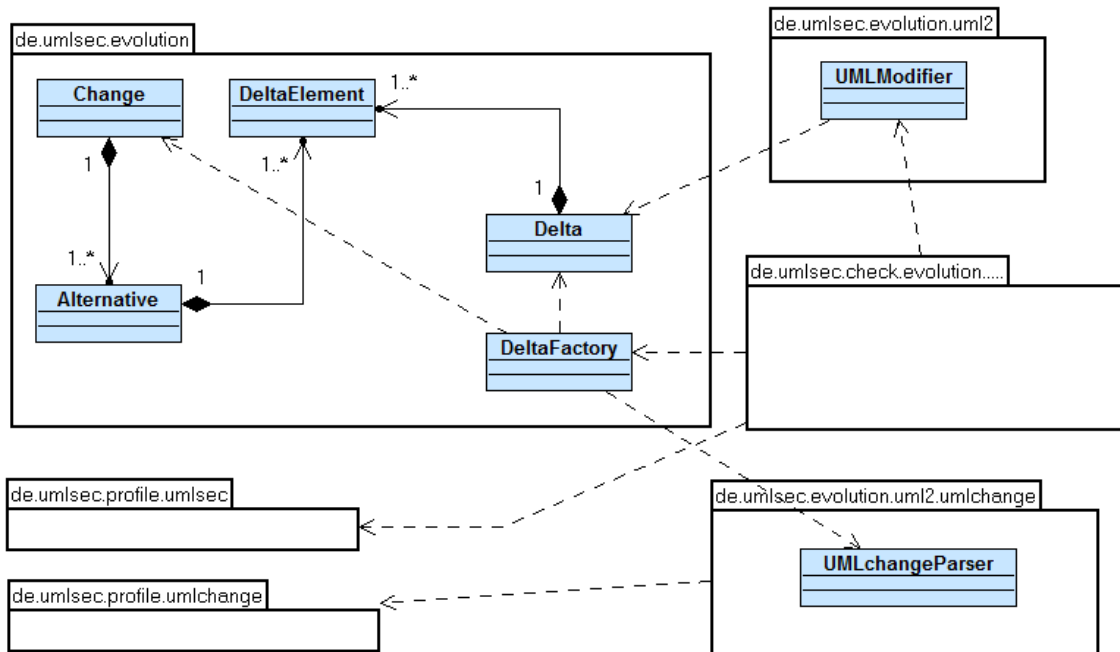 de.umlsec.evolution
Change
DeltaElement
1..*
1
1..*
1
Delta
1..*
1
Alternative
DeltaFactory
de.umlsec.evolution.uml2
UMLModifier
de.umlsec.check.evolution.....
de.umlsec.profile.umlsec
de.umlsec.evolution.uml2.umlchange
UMLchangeParser
de.umlsec.profile.umlchange